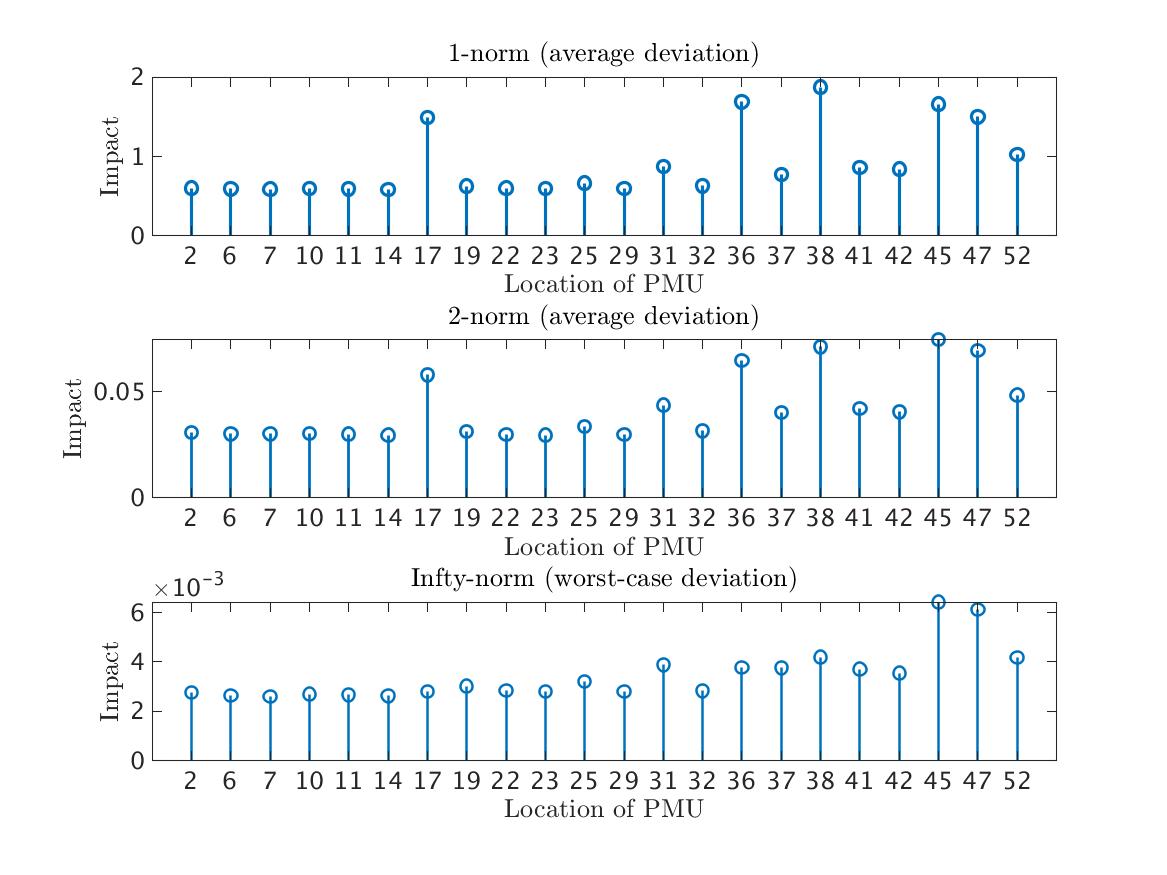 1-norm (average deviation)
2
1
0
Impact
2 6 7 10 11 14 17 19 22 23 25 29 31 32 36 37 38 41 42 45 47 52
Location of PMU
2-norm (average deviation)
0.05
0
Impact
2 6 7 10 11 14 17 19 22 23 25 29 31 32 36 37 38 41 42 45 47 52
Location of PMU
Infty-norm (worst-case deviation)
×10⁻³
6
4
2
0
Impact
2 6 7 10 11 14 17 19 22 23 25 29 31 32 36 37 38 41 42 45 47 52
Location of PMU